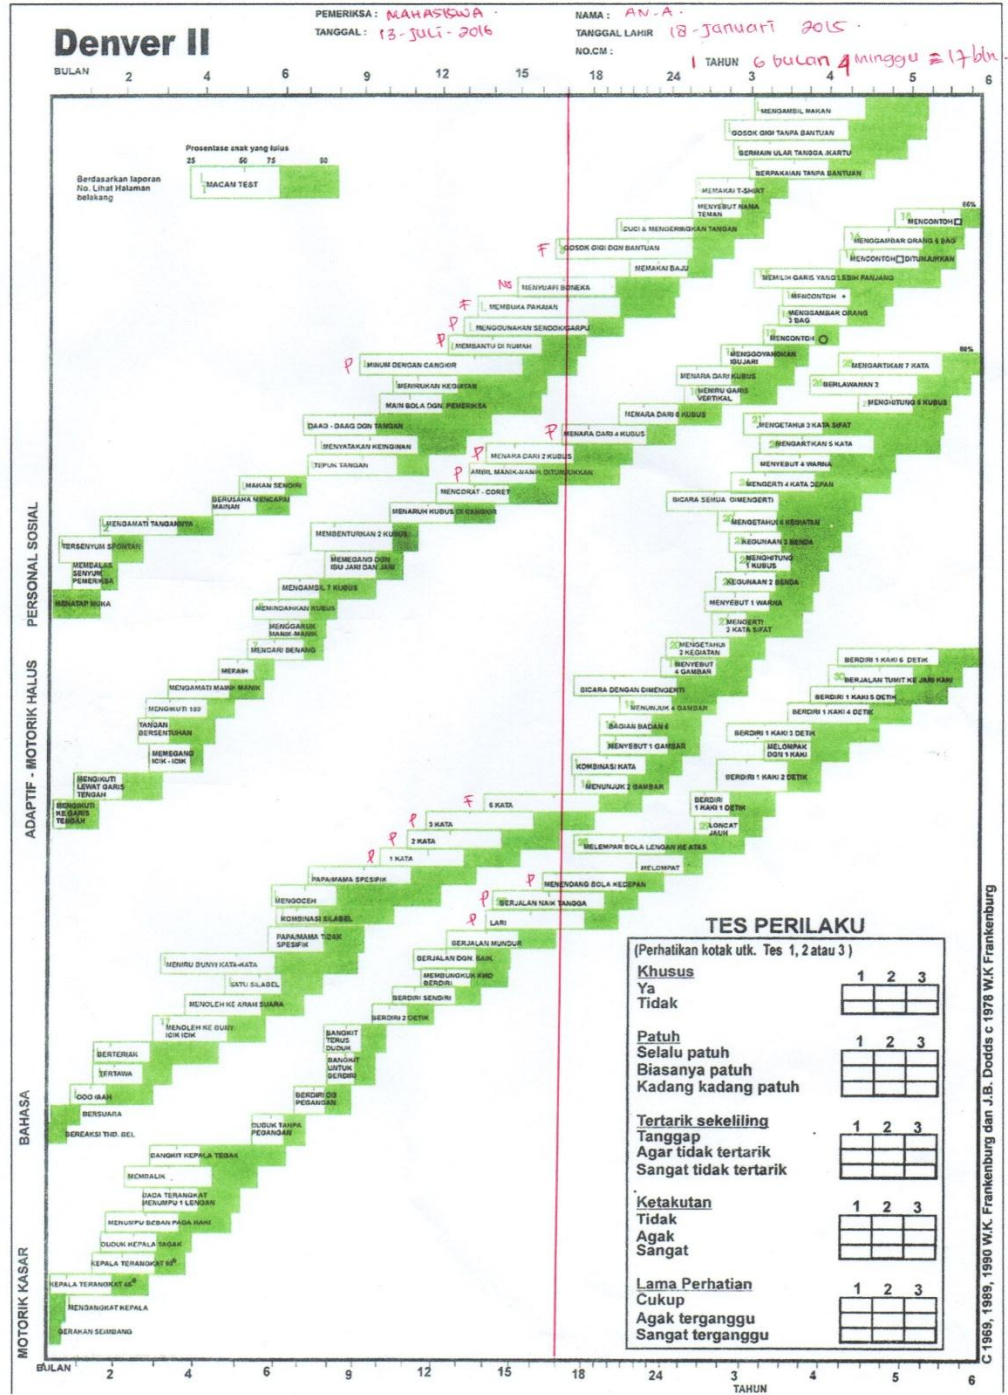 PEMERIKSA : MAHASISWA
TANGGAL : 13-JULI-2016
NAMA : AN.A.
TANGGAL LAHIR 18-Januari 2015
NO.CM :
1 TAHUN 6 bulan 4 Minggu ≈ 17 bln.
Denver II
BULAN 2 4 6 9 12 15 18 24 3 4 5 6
Prosentase anak yang lulus
25 50 75 90
Berdasarkan laporan
No. Lihat Halaman
belakang
MACAM TEST
PERSONAL SOSIAL
MENGAMBIL MAKAN
GOSOK GIGI TANPA BANTUAN
BERMAIN ULAR TANGGA /KARTU
BERPAKAIAN TANPA BANTUAN
MEMAKAI T-SHIRT
MENYEBUT NAMA
TEMAN
CUCI & MENGERINGKAN TANGAN
F GOSOK GIGI DGN BANTUAN
MEMAKAI BAJU
No MENYUAPI BONEKA
F MEMBUKA PAKAIAN
P MENGGUNAKAN SENDOK/GARPU
P MEMBANTU DI RUMAH
P MINUM DENGAN CANGKIR
MENIRUKAN KEGIATAN
MAIN BOLA DGN. PEMERIKSA
DAAG - DAAG DGN TANGAN
MENYATAKAN KEINGINAN
TEPUK TANGAN
MAKAN SENDIRI
BERUSAHA MENCAPAI
MAINAN
MENGAMATI TANGANNYA
TERSENYUM SPONTAN
MEMBALAS
SENYUM
PEMERIKSA
MENATAP MUKA
ADAPTIF - MOTORIK HALUS
86%
MENCONTOH □
MENGGAMBAR ORANG 6 BAG
MENCONTOH □ DITUNJUKKAN
MEMILIH GARIS YANG LEBIH PANJANG
MENCONTOH +
MENGGAMBAR ORANG
3 BAG
MENCONTOH ○
MENGGOYANGKAN
IBUJARI
MENARA DARI KUBUS
MENIRU GARIS
VERTIKAL
MENARA DARI 6 KUBUS
P MENARA DARI 4 KUBUS
P MENARA DARI 2 KUBUS
P AMBIL MANIK-MANIK DITUNJUKKAN
MENCORAT - CORET
MENARUH KUBUS DI CANGKIR
MEMBENTURKAN 2 KUBUS
MEMEGANG DGN
IBU JARI DAN JARI
MENGAMBIL 7 KUBUS
MEMINDAHKAN KUBUS
MENGGARUK
MANIK-MANIK
MENCARI BENANG
MERAIH
MENGAMATI MANIK MANIK
MENGIKUTI 180
TANGAN
BERSENTUHAN
MEMEGANG
ICIK - ICIK
MENGIKUTI
LEWAT GARIS
TENGAH
MENGIKUTI
KE GARIS
TENGAH
BAHASA
88%
MENGARTIKAN 7 KATA
BERLAWANAN 2
MENGHITUNG 5 KUBUS
MENGETAHUI 3 KATA SIFAT
MENGARTIKAN 5 KATA
MENYEBUT 4 WARNA
MENGERTI 4 KATA DEPAN
BICARA SEMUA DIMENGERTI
MENGETAHUI 4 KEGIATAN
KEGUNAAN 3 BENDA
MENGHITUNG
1 KUBUS
KEGUNAAN 2 BENDA
MENYEBUT 1 WARNA
MENGERTI
2 KATA SIFAT
MENGETAHUI
2 KEGIATAN
MENYEBUT
4 GAMBAR
BICARA DENGAN DIMENGERTI
MENUNJUK 4 GAMBAR
BAGIAN BADAN 6
MENYEBUT 1 GAMBAR
KOMBINASI KATA
MENUNJUK 2 GAMBAR
F 6 KATA
P 3 KATA
P 2 KATA
P 1 KATA
PAPA/MAMA SPESIFIK
MENGOCEH
KOMBINASI SILABEL
PAPA/MAMA TIDAK
SPESIFIK
MENIRU BUNYI KATA-KATA
SATU SILABEL
MENOLEH KE ARAH SUARA
MENOLEH KE BUNYI
ICIK ICIK
BERTERIAK
TERTAWA
OOO /AAH
BERSUARA
BEREAKSI THD. BEL
MOTORIK KASAR
BERDIRI 1 KAKI 6 DETIK
BERJALAN TUMIT KE JARI KAKI
BERDIRI 1 KAKI 5 DETIK
BERDIRI 1 KAKI 4 DETIK
BERDIRI 1 KAKI 3 DETIK
MELOMPAT
DGN 1 KAKI
BERDIRI 1 KAKI 2 DETIK
BERDIRI
1 KAKI 1 DETIK
LONCAT
JAUH
MELEMPAR BOLA LENGAN KE ATAS
MELOMPAT
P MENENDANG BOLA KEDEPAN
P BERJALAN NAIK TANGGA
P LARI
BERJALAN MUNDUR
BERJALAN DGN. BAIK
MEMBUNGKUK KMD
BERDIRI
BERDIRI SENDIRI
BERDIRI 2 DETIK
BANGKIT
TERUS
DUDUK
BANGKIT
UNTUK
BERDIRI
BERDIRI DG
PEGANGAN
DUDUK TANPA
PEGANGAN
BANGKIT KEPALA TEGAK
MEMBALIK
DADA TERANGKAT
MENUMPU 1 LENGAN
MENUMPU BEBAN PADA KAKI
DUDUK KEPALA TAGAK
KEPALA TERANGKAT 90°
KEPALA TERANGKAT 45°
MENGANGKAT KEPALA
GERAKAN SEIMBANG
TES PERILAKU
(Perhatikan kotak utk. Tes 1, 2 atau 3 )
Khusus 1 2 3
Ya
Tidak
Patuh 1 2 3
Selalu patuh
Biasanya patuh
Kadang kadang patuh
Tertarik sekeliling 1 2 3
Tanggap
Agar tidak tertarik
Sangat tidak tertarik
Ketakutan 1 2 3
Tidak
Agak
Sangat
Lama Perhatian 1 2 3
Cukup
Agak terganggu
Sangat terganggu
C 1969, 1989, 1990 W.K. Frankenburg dan J.B. Dodds c 1978 W.K Frankenburg
BULAN 2 4 6 9 12 15 18 24 3 4 5 6
TAHUN